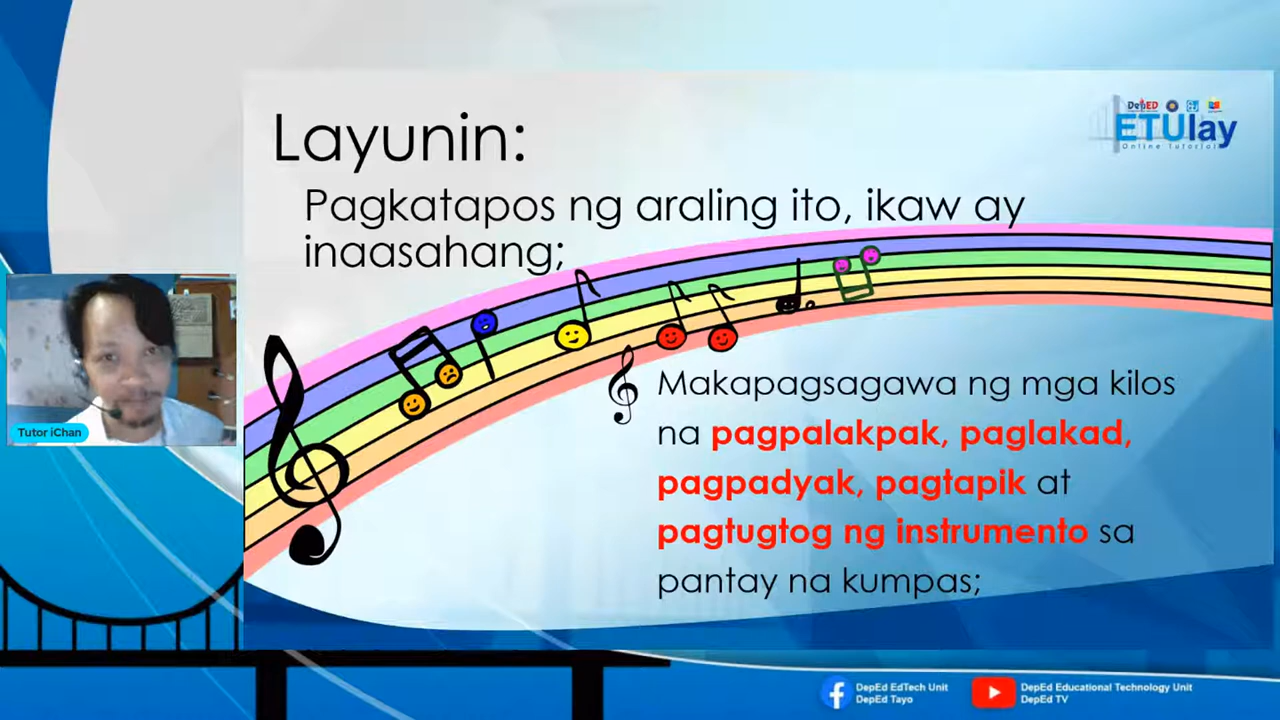 Layunin:
Pagkatapos ng araling ito, ikaw ay
inaasahang;
Makapagsagawa ng mga kilos
na pagpalakpak, paglakad,
pagpadyak, pagtapik at
pagtugtog ng instrumento sa
pantay na kumpas;
DepED
ETUlay
Online Tutorial
Tutor iChan
DepEd EdTech Unit
DepEd Tayo
DepEd Educational Technology Unit
DepEd TV